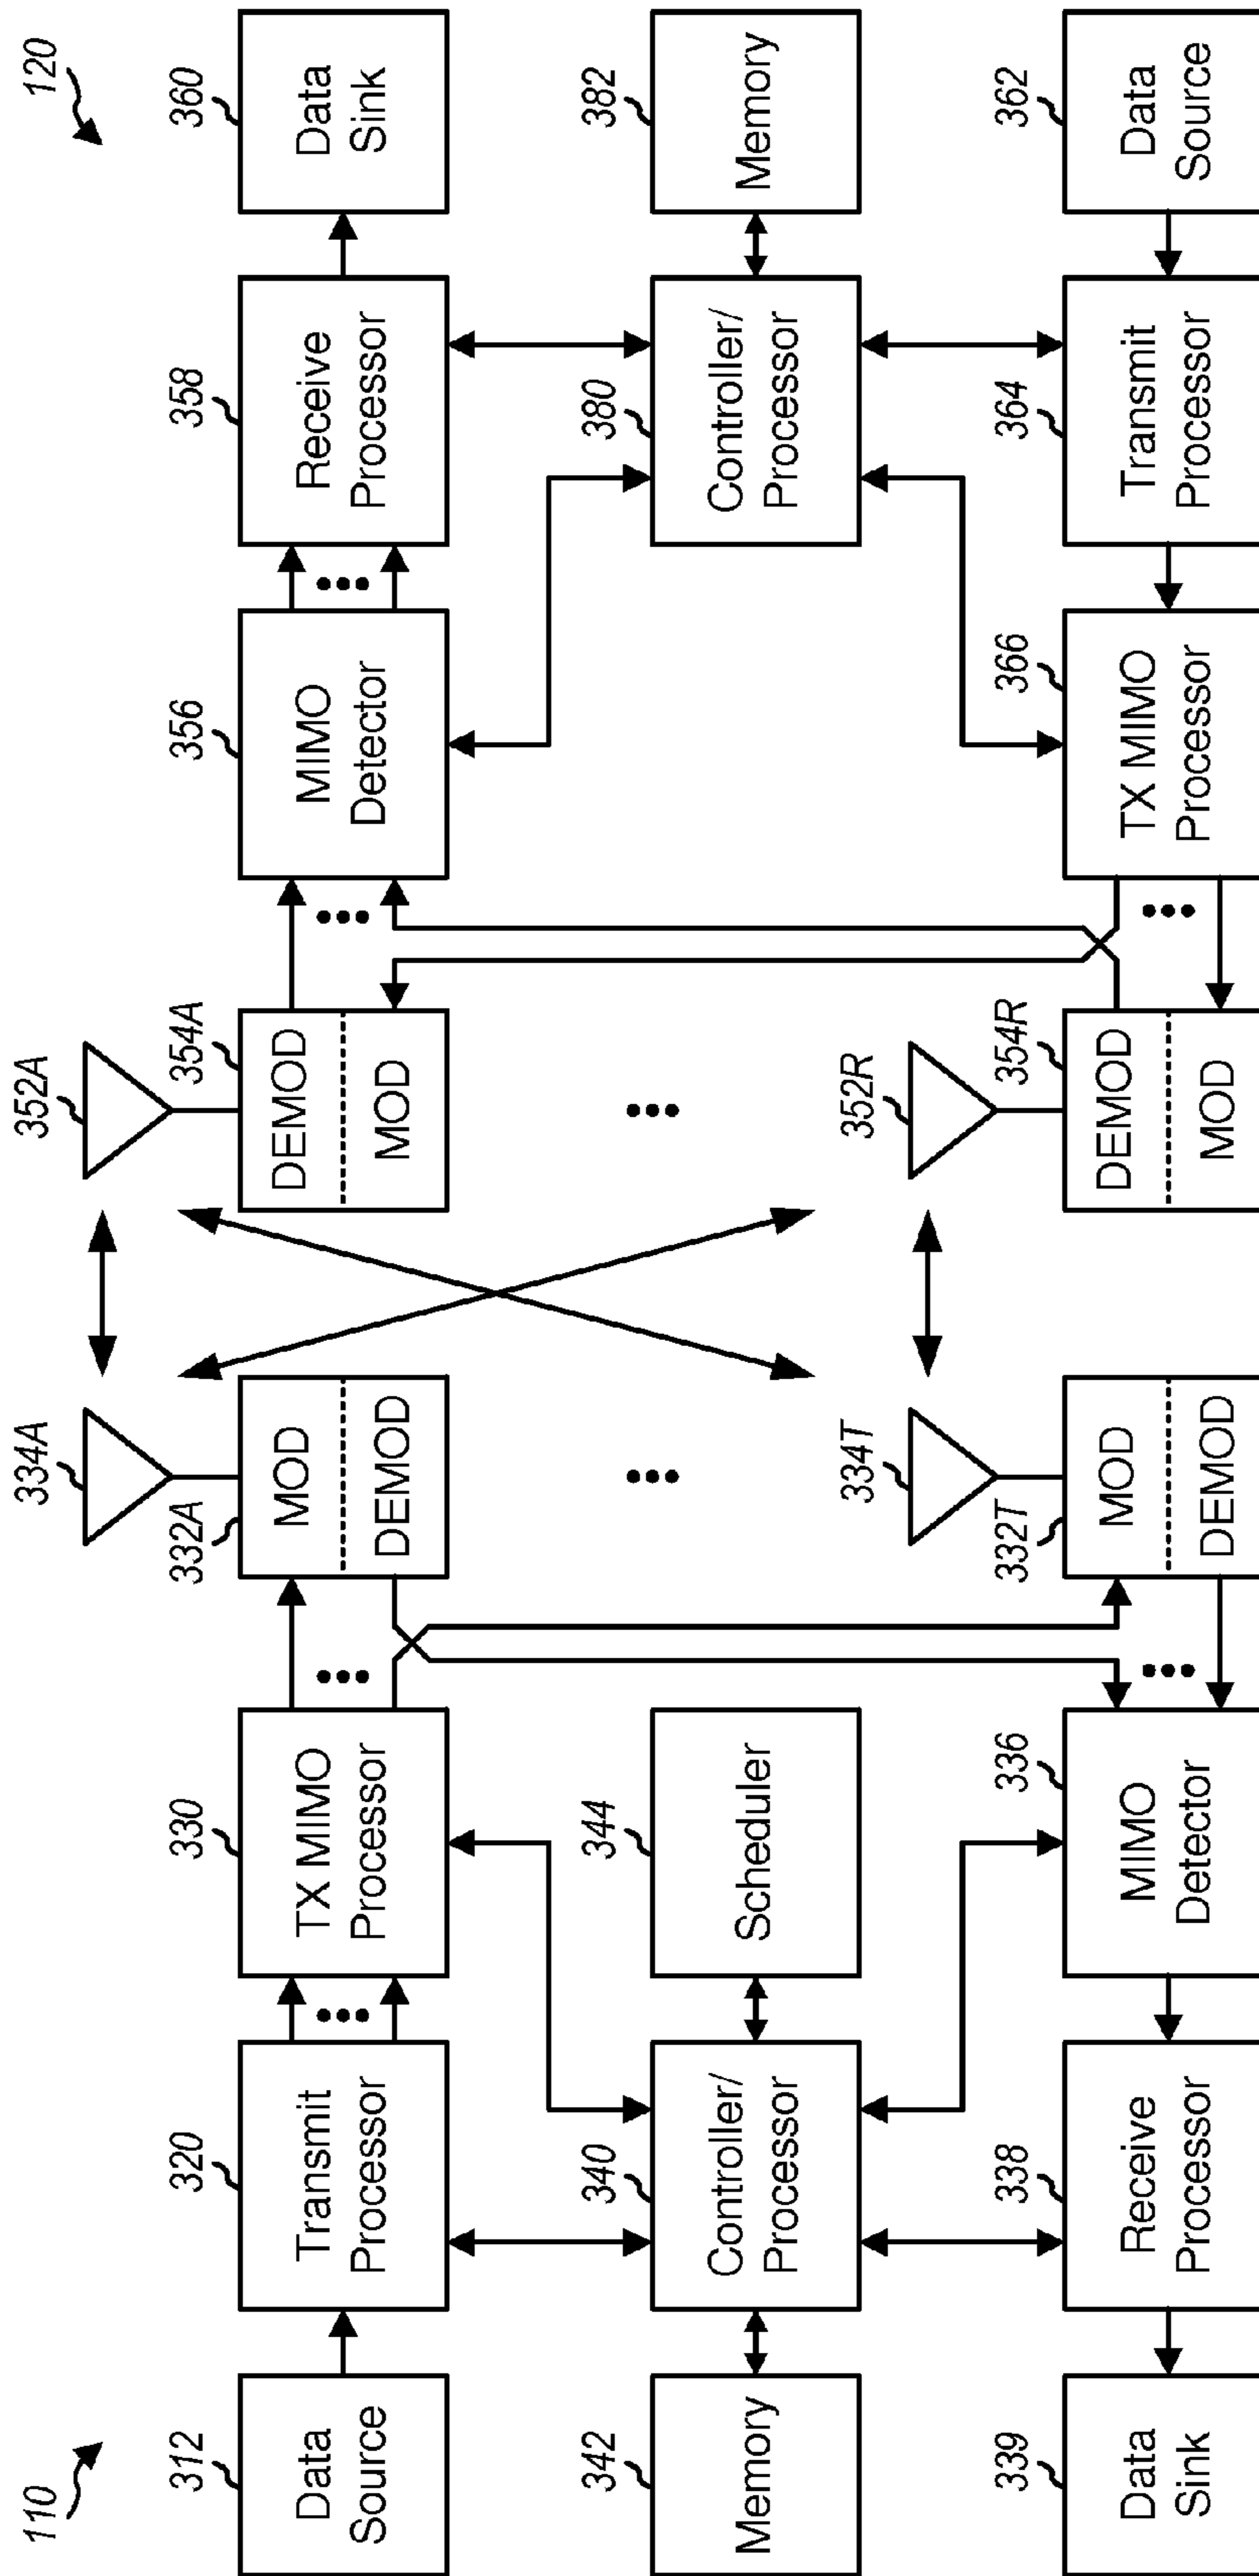 110
120
312
Data
Source
320
Transmit
Processor
330
TX MIMO
Processor
332A
MOD
DEMOD
334A
352A
354A
DEMOD
MOD
356
MIMO
Detector
358
Receive
Processor
360
Data
Sink
342
Memory
340
Controller/
Processor
344
Scheduler
380
Controller/
Processor
382
Memory
339
Data
Sink
338
Receive
Processor
336
MIMO
Detector
332T
MOD
DEMOD
334T
352R
354R
DEMOD
MOD
366
TX MIMO
Processor
364
Transmit
Processor
362
Data
Source